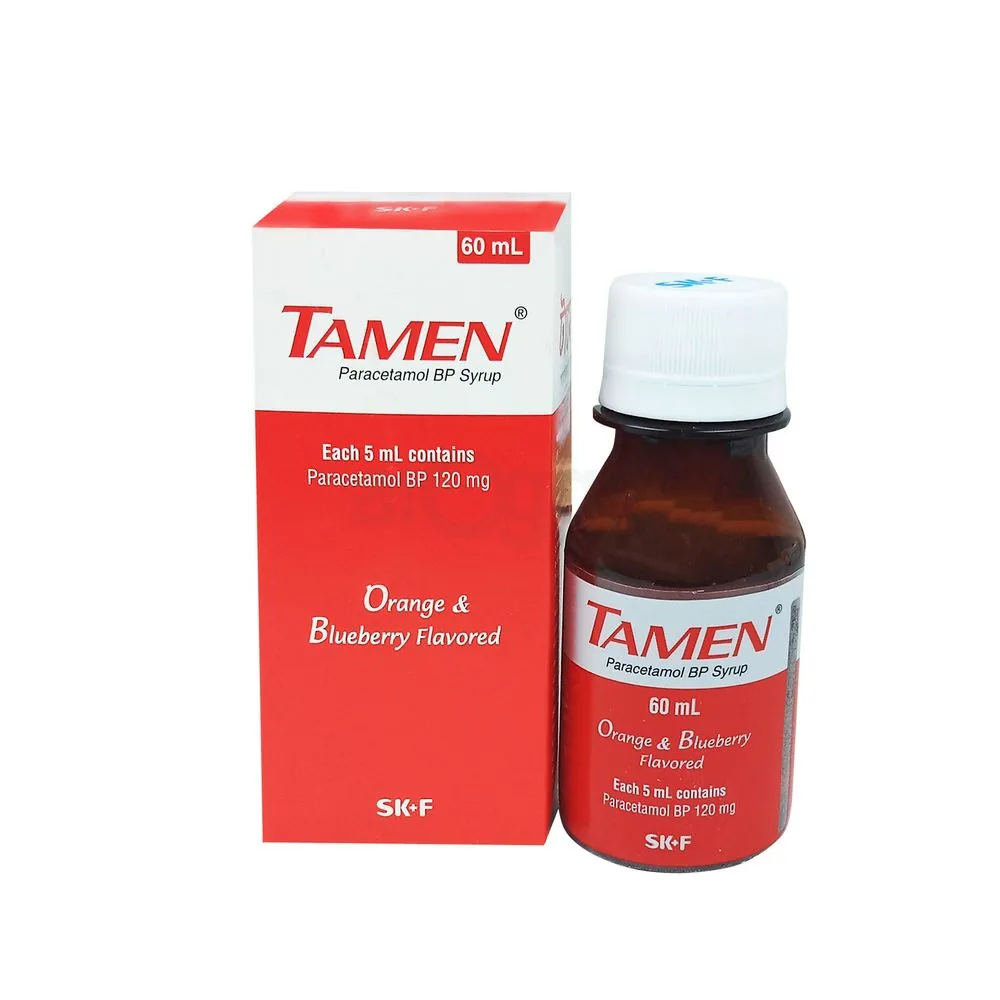 SK+F
60 mL
TAMEN®
Paracetamol BP Syrup
Each 5 mL contains
Paracetamol BP 120 mg
Orange &
Blueberry Flavored
SK+F
SK+F
TAMEN®
Paracetamol BP Syrup
60 mL
Orange & Blueberry
Flavored
Each 5 mL contains
Paracetamol BP 120 mg
SK+F